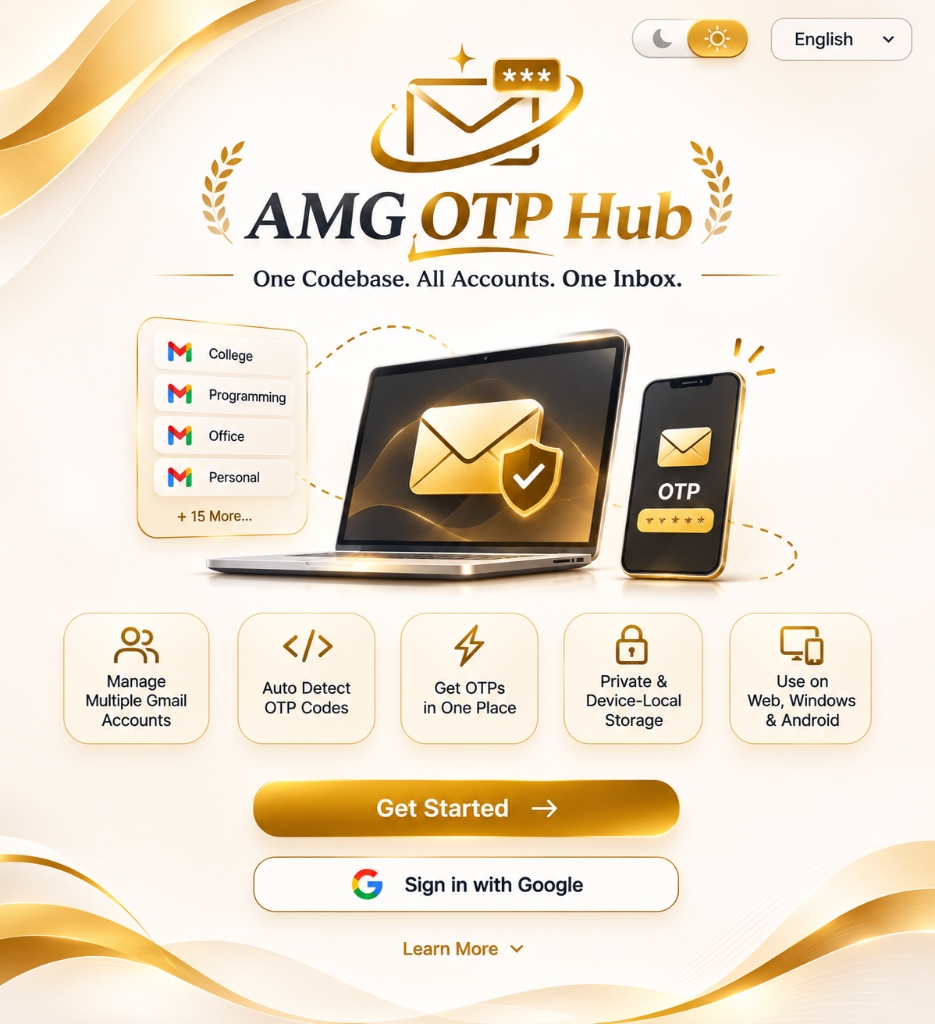 English
***
AMG OTP Hub
One Codebase. All Accounts. One Inbox.
College
Programming
Office
Personal
+ 15 More...
OTP
*****
Manage
Multiple Gmail
Accounts
</>
Auto Detect
OTP Codes
Get OTPs
in One Place
Private &
Device-Local
Storage
Use on
Web, Windows
& Android
Get Started →
Sign in with Google
Learn More